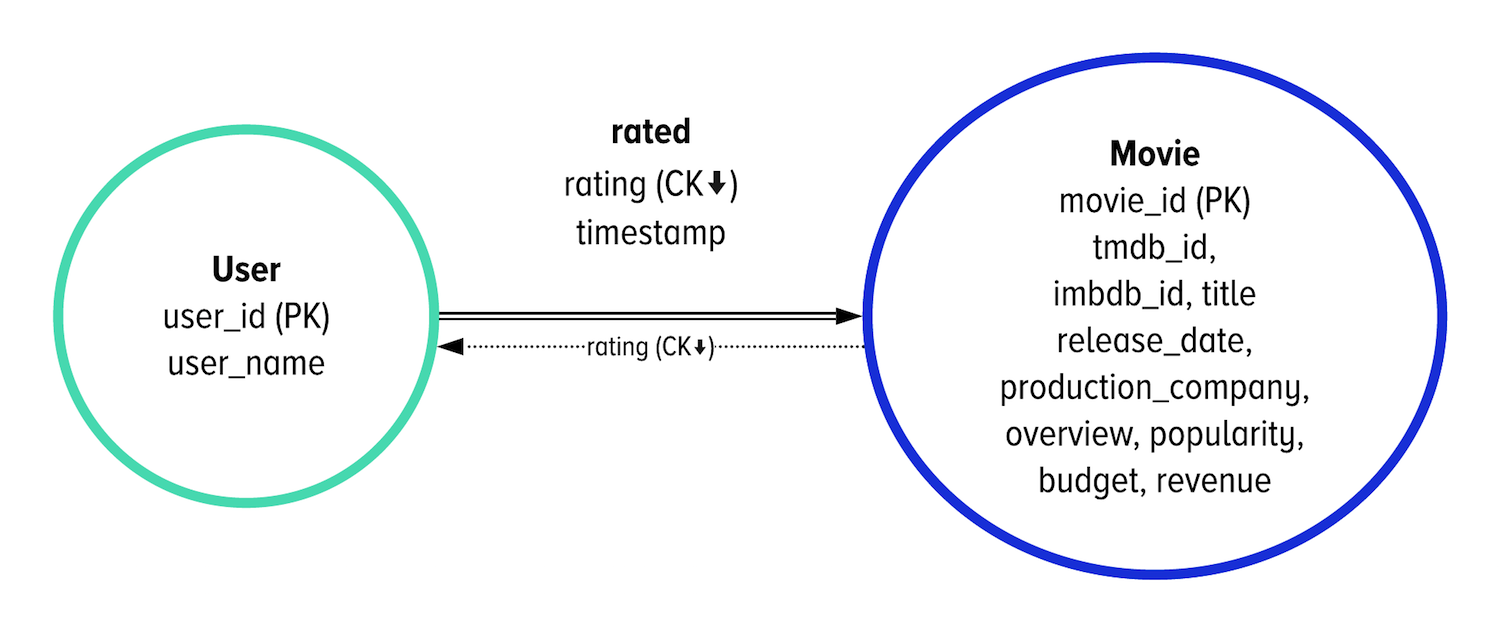 User
user_id (PK)
user_name
rated
rating (CK⬇)
timestamp
rating (CK⬇)
Movie
movie_id (PK)
tmdb_id,
imbdb_id, title
release_date,
production_company,
overview, popularity,
budget, revenue